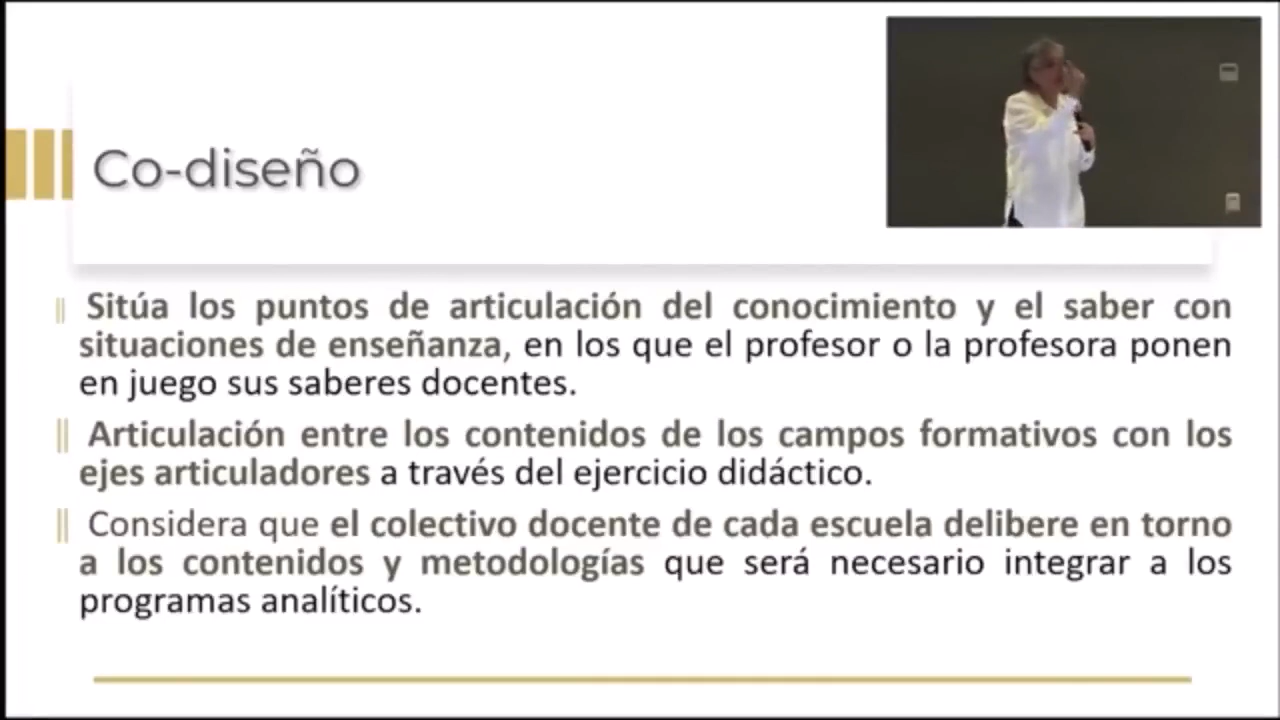 Co-diseño
Sitúa los puntos de articulación del conocimiento y el saber con
situaciones de enseñanza, en los que el profesor o la profesora ponen
en juego sus saberes docentes.
Articulación entre los contenidos de los campos formativos con los
ejes articuladores a través del ejercicio didáctico.
Considera que el colectivo docente de cada escuela delibere en torno
a los contenidos y metodologías que será necesario integrar a los
programas analíticos.